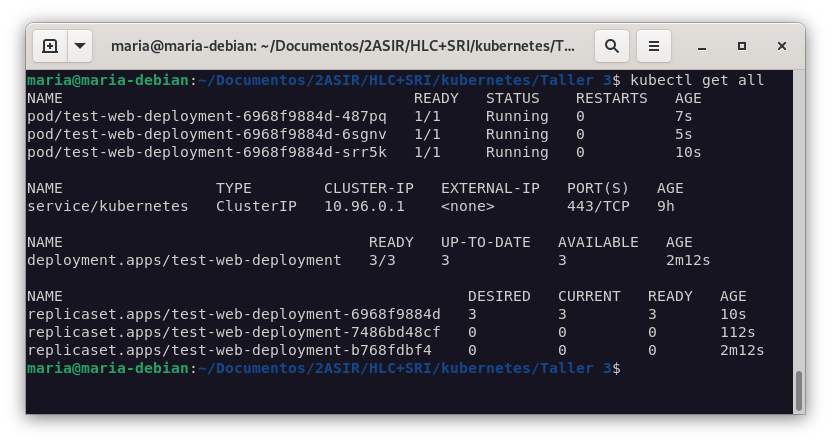 maria@maria-debian: ~/Documentos/2ASIR/HLC+SRI/kubernetes/T...
maria@maria-debian:~/Documentos/2ASIR/HLC+SRI/kubernetes/Taller 3$ kubectl get all
NAME READY STATUS RESTARTS AGE
pod/test-web-deployment-6968f9884d-487pq 1/1 Running 0 7s
pod/test-web-deployment-6968f9884d-6sgnv 1/1 Running 0 5s
pod/test-web-deployment-6968f9884d-srr5k 1/1 Running 0 10s
NAME TYPE CLUSTER-IP EXTERNAL-IP PORT(S) AGE
service/kubernetes ClusterIP 10.96.0.1 <none> 443/TCP 9h
NAME READY UP-TO-DATE AVAILABLE AGE
deployment.apps/test-web-deployment 3/3 3 3 2m12s
NAME DESIRED CURRENT READY AGE
replicaset.apps/test-web-deployment-6968f9884d 3 3 3 10s
replicaset.apps/test-web-deployment-7486bd48cf 0 0 0 112s
replicaset.apps/test-web-deployment-b768fdbf4 0 0 0 2m12s
maria@maria-debian:~/Documentos/2ASIR/HLC+SRI/kubernetes/Taller 3$